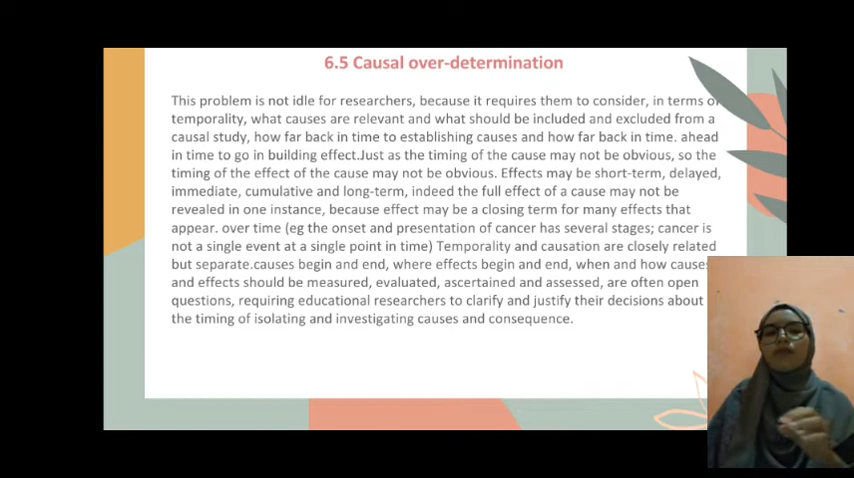 6.5 Causal over-determination
This problem is not idle for researchers, because it requires them to consider, in terms of
temporality, what causes are relevant and what should be included and excluded from a
causal study, how far back in time to establishing causes and how far back in time. ahead
in time to go in building effect.Just as the timing of the cause may not be obvious, so the
timing of the effect of the cause may not be obvious. Effects may be short-term, delayed,
immediate, cumulative and long-term, indeed the full effect of a cause may not be
revealed in one instance, because effect may be a closing term for many effects that
appear. over time (eg the onset and presentation of cancer has several stages; cancer is
not a single event at a single point in time) Temporality and causation are closely related
but separate.causes begin and end, where effects begin and end, when and how causes
and effects should be measured, evaluated, ascertained and assessed, are often open
questions, requiring educational researchers to clarify and justify their decisions about
the timing of isolating and investigating causes and consequence.